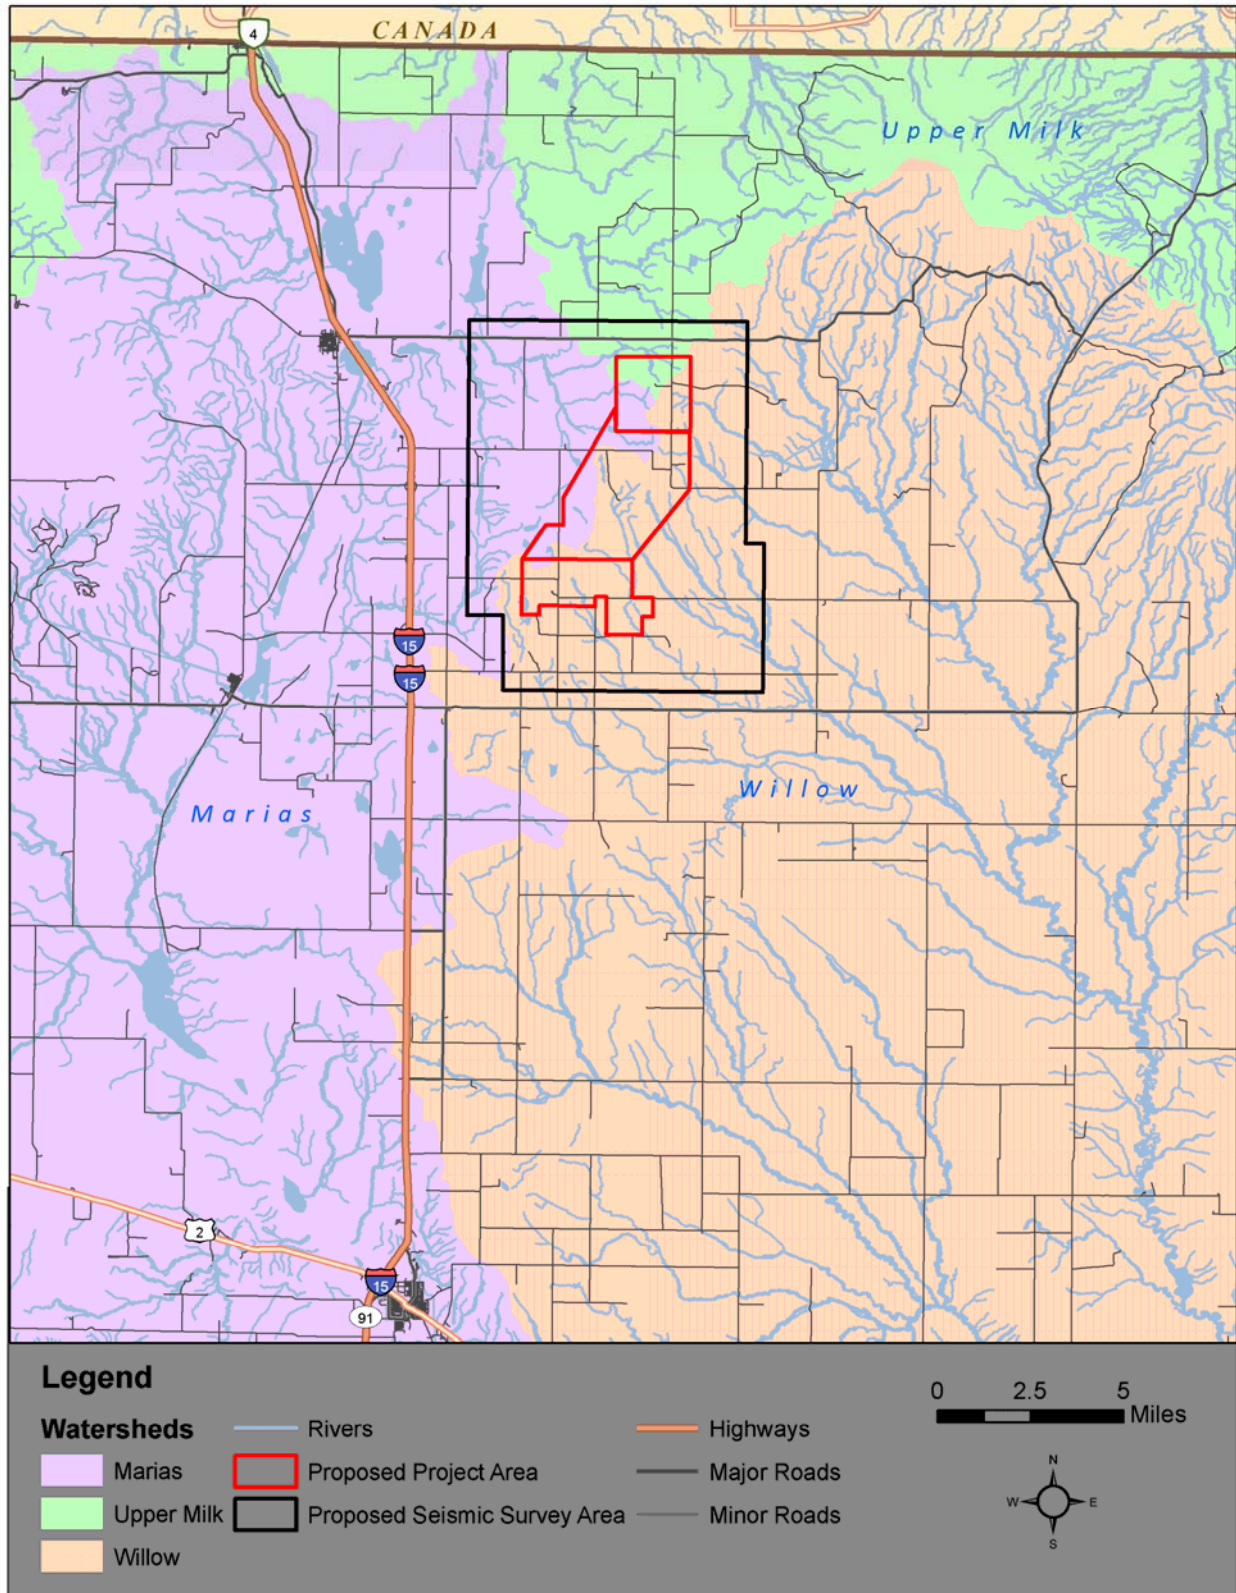 4
CANADA
Upper Milk
15
15
Marias
Willow
2
15
91
Legend
Watersheds
Marias
Upper Milk
Willow
Rivers
Proposed Project Area
Proposed Seismic Survey Area
Highways
Major Roads
Minor Roads
0 2.5 5
Miles
N
W E
S